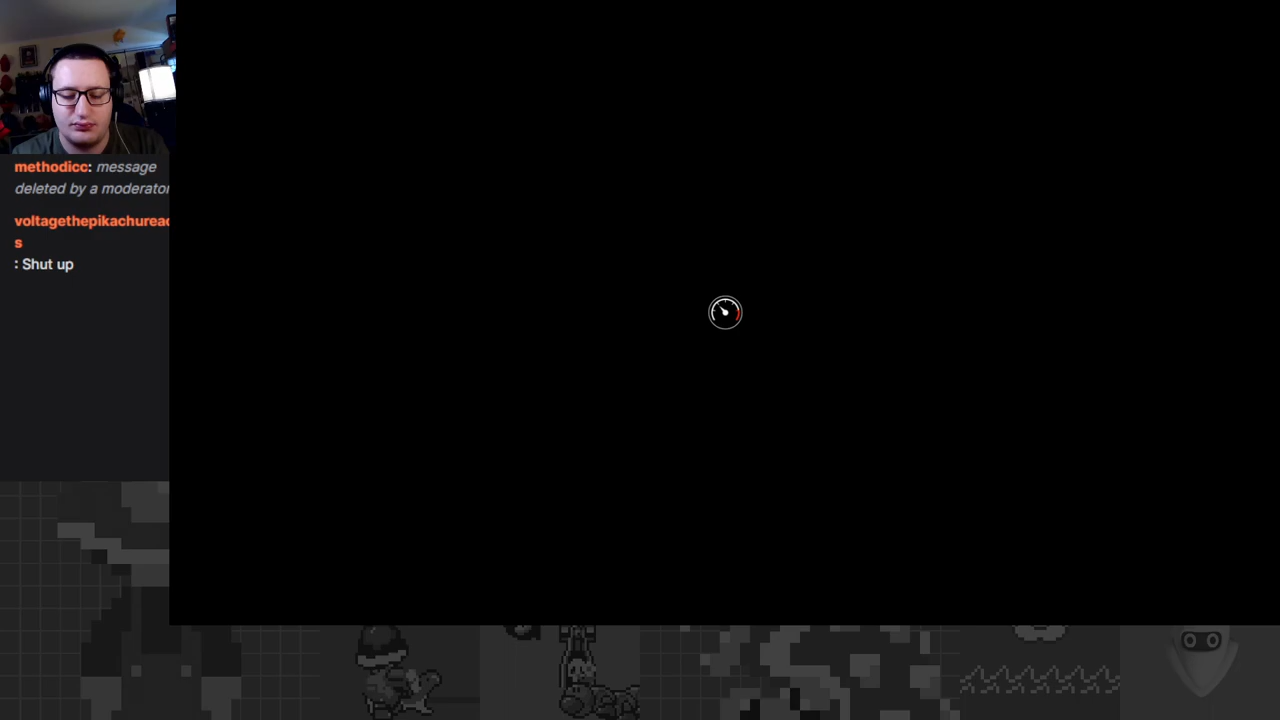 methodicc: message
deleted by a moderator
voltagethepikachureac
s
: Shut up